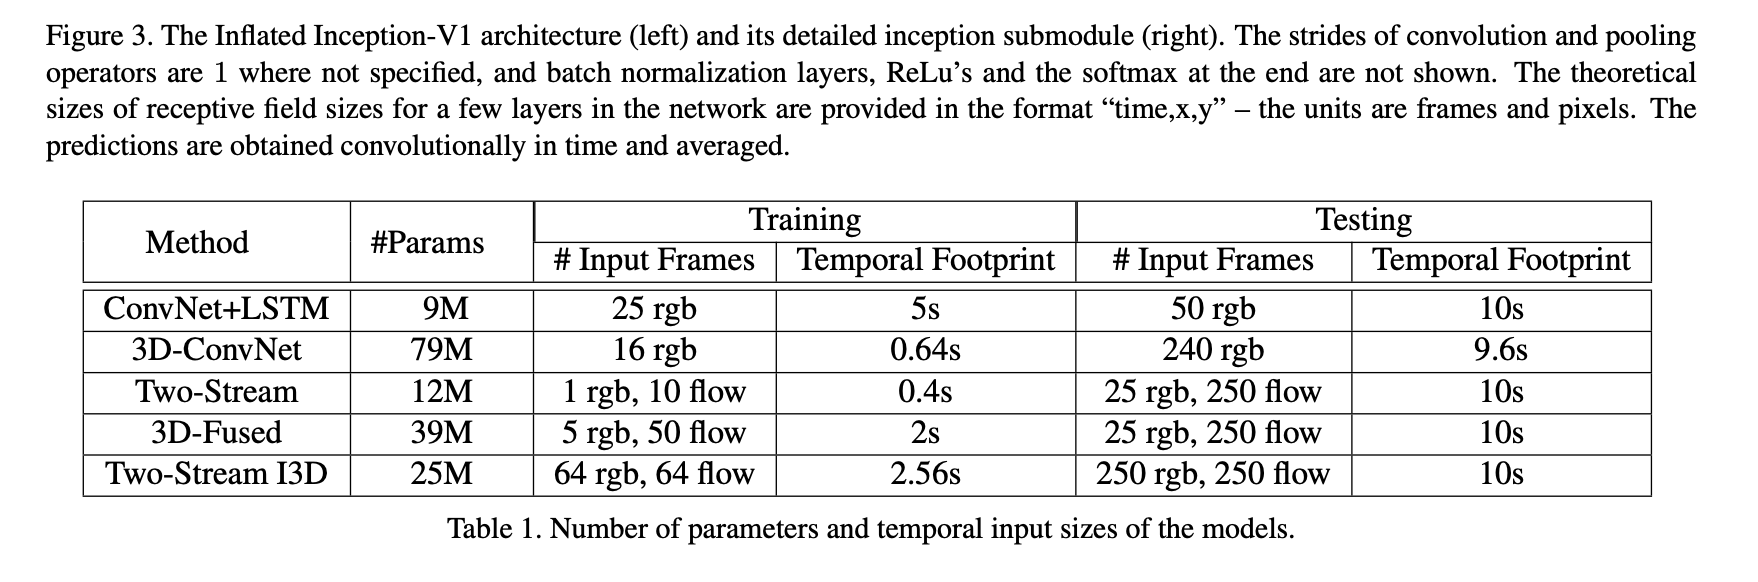 Figure 3. The Inflated Inception-V1 architecture (left) and its detailed inception submodule (right). The strides of convolution and pooling
operators are 1 where not specified, and batch normalization layers, ReLu's and the softmax at the end are not shown. The theoretical
sizes of receptive field sizes for a few layers in the network are provided in the format “time,x,y” – the units are frames and pixels. The
predictions are obtained convolutionally in time and averaged.
Method #Params Training Testing
# Input Frames Temporal Footprint # Input Frames Temporal Footprint
ConvNet+LSTM 9M 25 rgb 5s 50 rgb 10s
3D-ConvNet 79M 16 rgb 0.64s 240 rgb 9.6s
Two-Stream 12M 1 rgb, 10 flow 0.4s 25 rgb, 250 flow 10s
3D-Fused 39M 5 rgb, 50 flow 2s 25 rgb, 250 flow 10s
Two-Stream I3D 25M 64 rgb, 64 flow 2.56s 250 rgb, 250 flow 10s
Table 1. Number of parameters and temporal input sizes of the models.